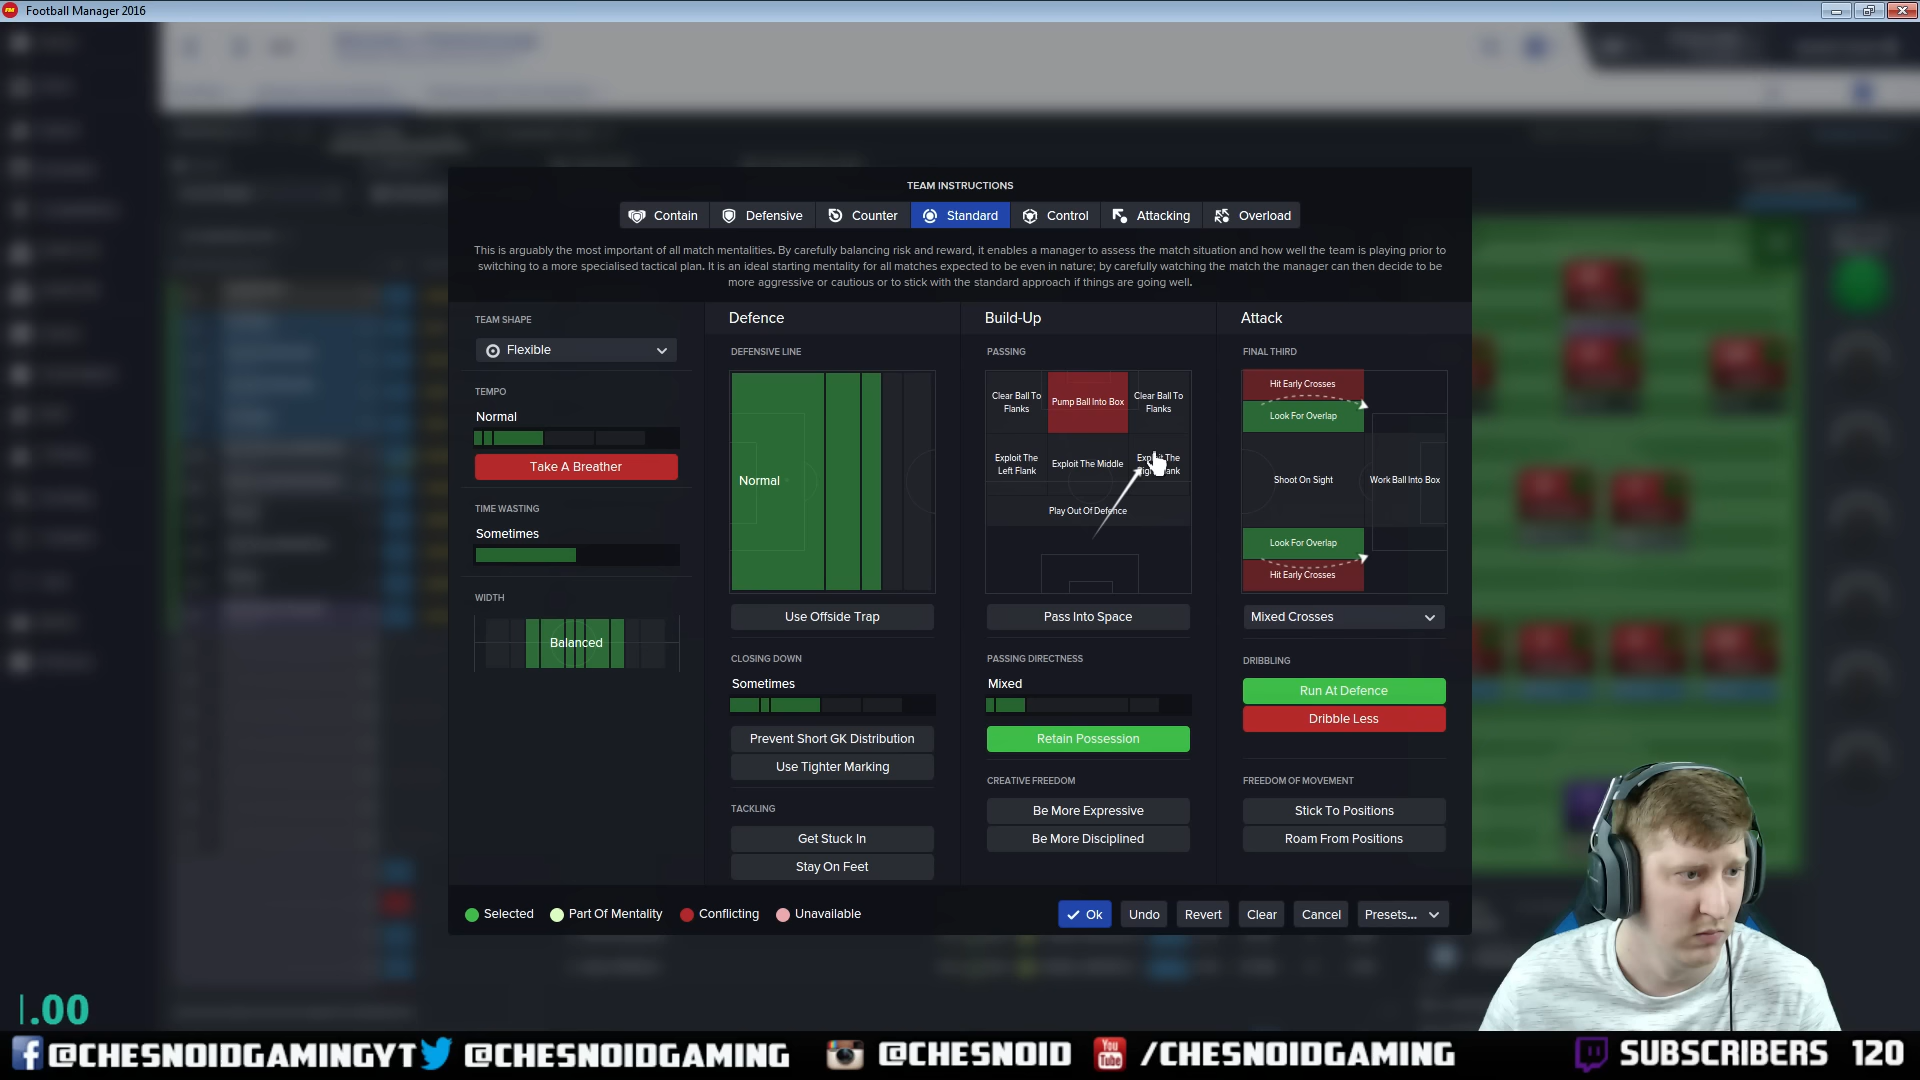 Football Manager 2016
TEAM INSTRUCTIONS
Contain Defensive Counter Standard Control Attacking Overload
This is arguably the most important of all match mentalities. By carefully balancing risk and reward, it enables a manager to assess the match situation and how well the team is playing prior to
switching to a more specialised tactical plan. It is an ideal starting mentality for all matches expected to be even in nature; by carefully watching the match the manager can then decide to be
more aggressive or cautious or to stick with the standard approach if things are going well.
TEAM SHAPE
Flexible
TEMPO
Normal
Take A Breather
TIME WASTING
Sometimes
WIDTH
Balanced
Defence
DEFENSIVE LINE
Normal
Use Offside Trap
CLOSING DOWN
Sometimes
Prevent Short GK Distribution
Use Tighter Marking
TACKLING
Get Stuck In
Stay On Feet
Build-Up
PASSING
Clear Ball To
Flanks
Pump Ball Into Box
Clear Ball To
Flanks
Exploit The
Left Flank
Exploit The Middle
Exploit The
Right Flank
Play Out Of Defence
Pass Into Space
PASSING DIRECTNESS
Mixed
Retain Possession
CREATIVE FREEDOM
Be More Expressive
Be More Disciplined
Attack
FINAL THIRD
Hit Early Crosses
Look For Overlap
Shoot On Sight
Work Ball Into Box
Look For Overlap
Hit Early Crosses
Mixed Crosses
DRIBBLING
Run At Defence
Dribble Less
FREEDOM OF MOVEMENT
Stick To Positions
Roam From Positions
Selected Part Of Mentality Conflicting Unavailable
Ok Undo Revert Clear Cancel Presets...
.00
@CHESNOIDGAMINGYT @CHESNOIDGAMING @CHESNOID You Tube /CHESNOIDGAMING SUBSCRIBERS 120